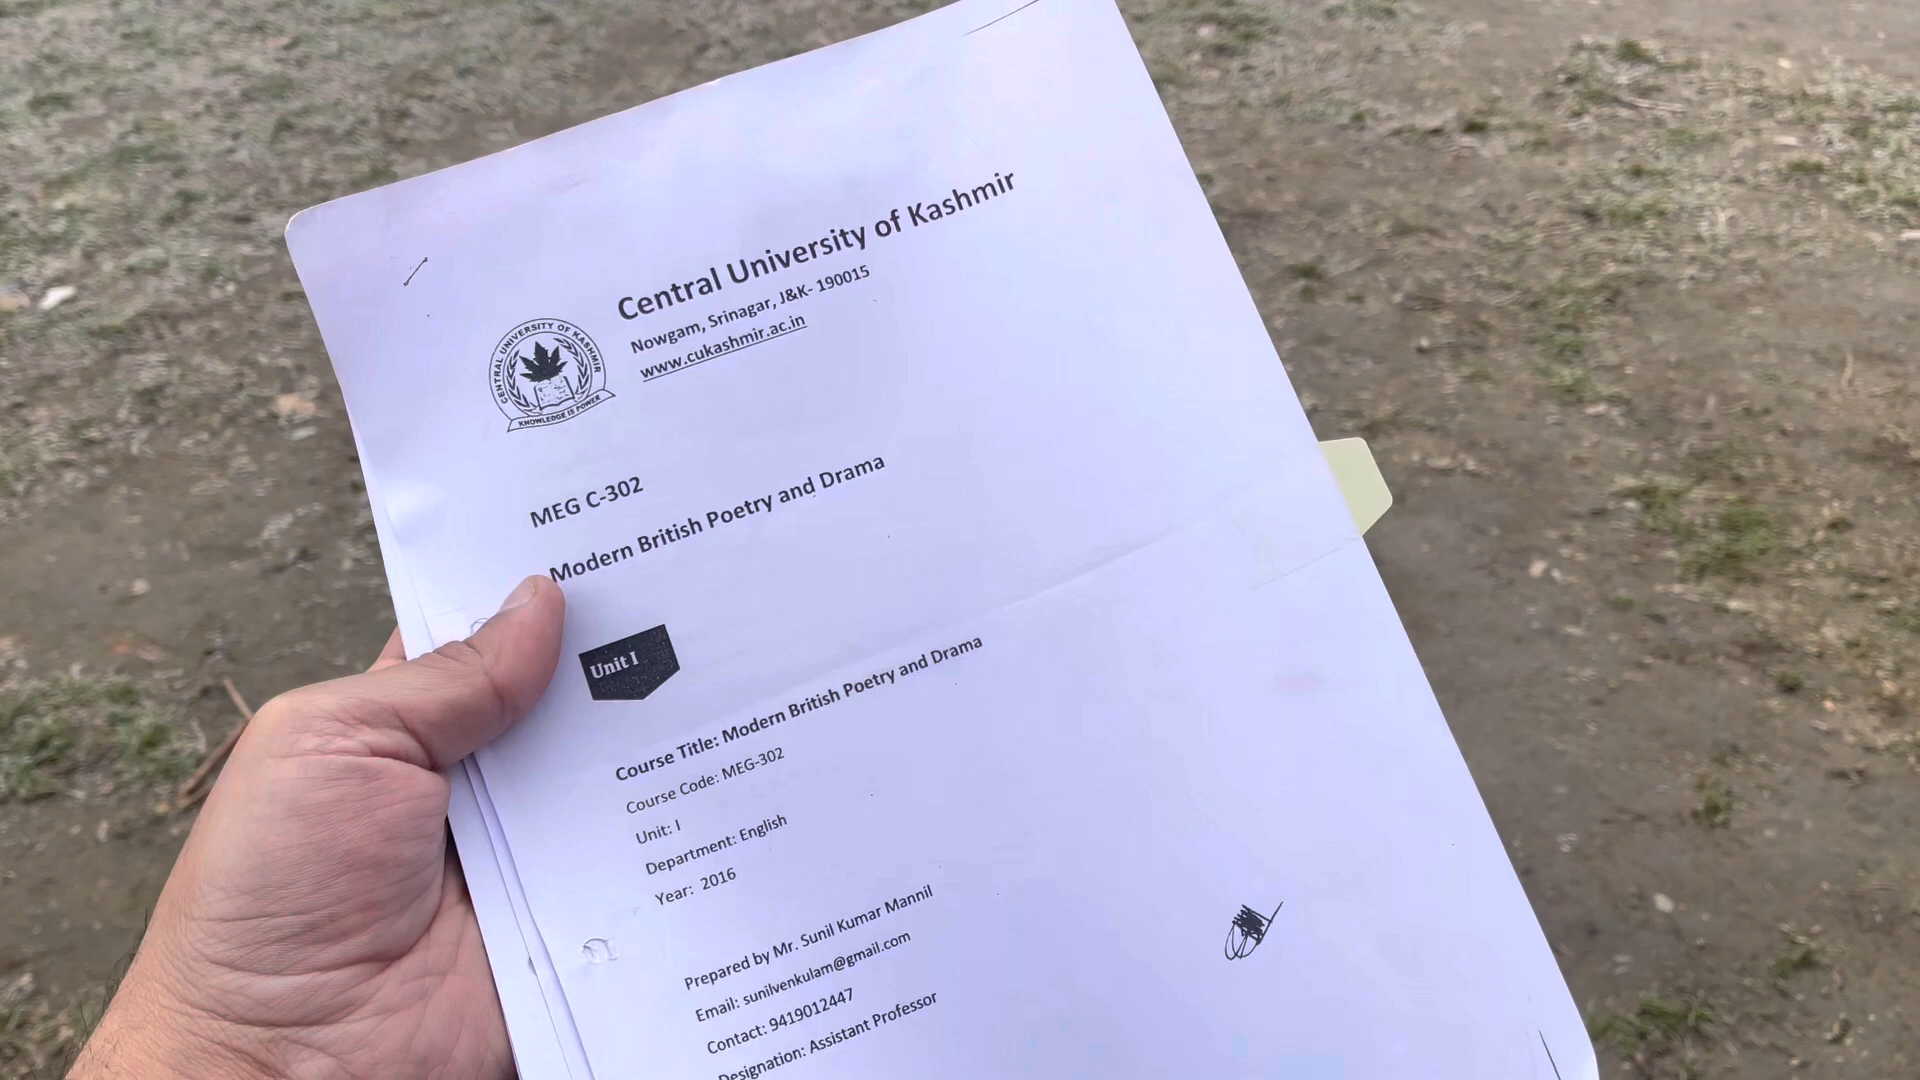 Central University of Kashmir
Nowgam, Srinagar, J&K- 190015
www.cukashmir.ac.in
CENTRAL UNIVERSITY OF KASHMIR
KNOWLEDGE IS POWER
MEG C-302
Modern British Poetry and Drama
Unit I
Course Title: Modern British Poetry and Drama
Course Code: MEG-302
Unit: I
Department: English
Year: 2016
Prepared by Mr. Sunil Kumar Mannil
Email: sunilvenkulam@gmail.com
Contact: 9419012447
Designation: Assistant Professor